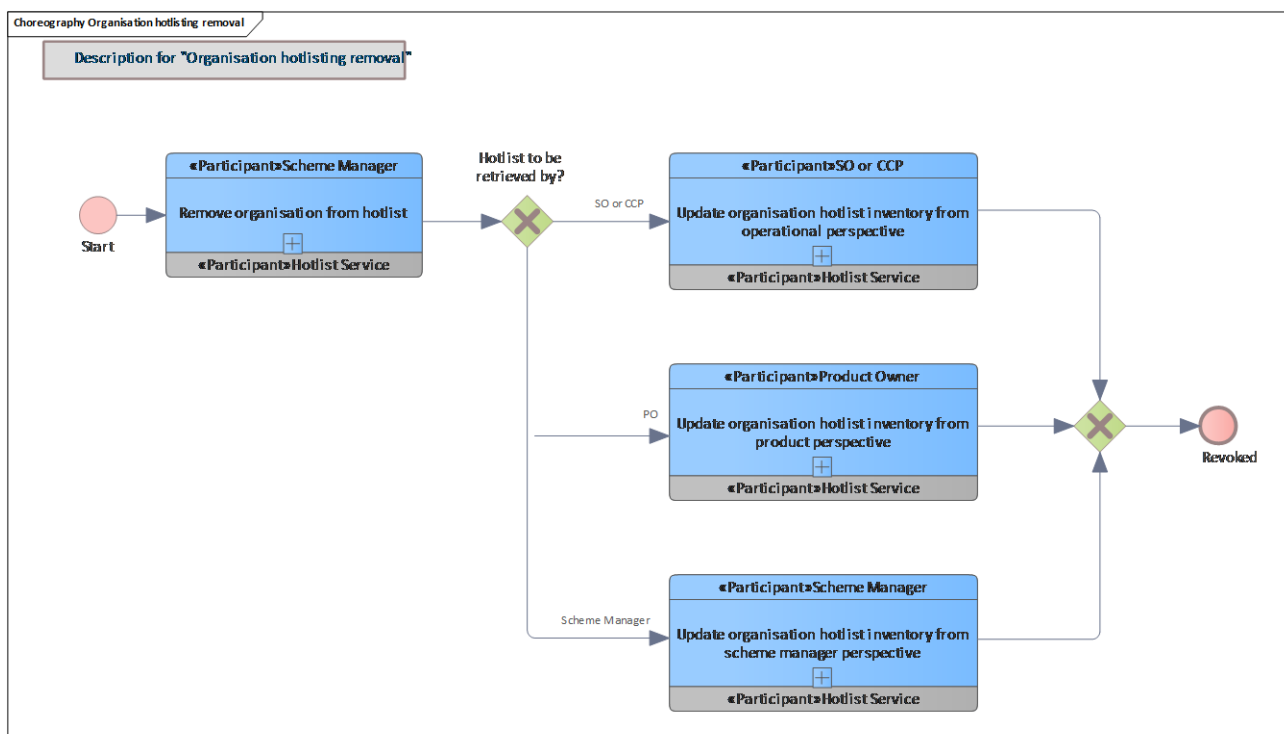 Choreography Organisation hotlisting removal
Description for "Organisation hotlisting removal"
Start
«Participant»Scheme Manager
Remove organisation from hotlist
«Participant»Hotlist Service
Hotlist to be
retrieved by?
SO or CCP
«Participant»SO or CCP
Update organisation hotlist inventory from
operational perspective
«Participant»Hotlist Service
PO
«Participant»Product Owner
Update organisation hotlist inventory from
product perspective
«Participant»Hotlist Service
Scheme Manager
«Participant»Scheme Manager
Update organisation hotlist inventory from
scheme manager perspective
«Participant»Hotlist Service
Revoked